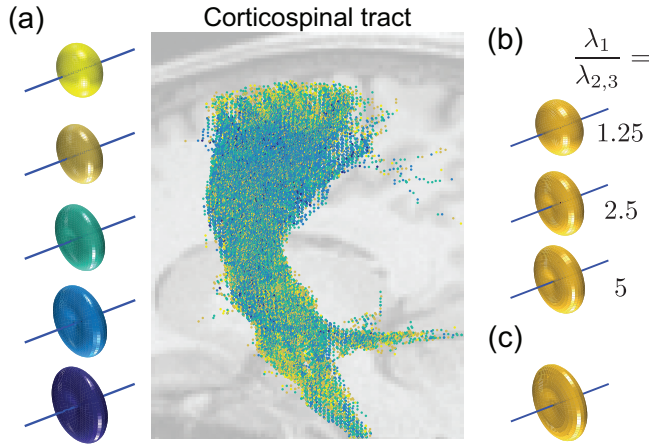 (a)
Corticospinal tract
(b)
λ₁ / λ₂,₃ =
1.25
2.5
5
(c)